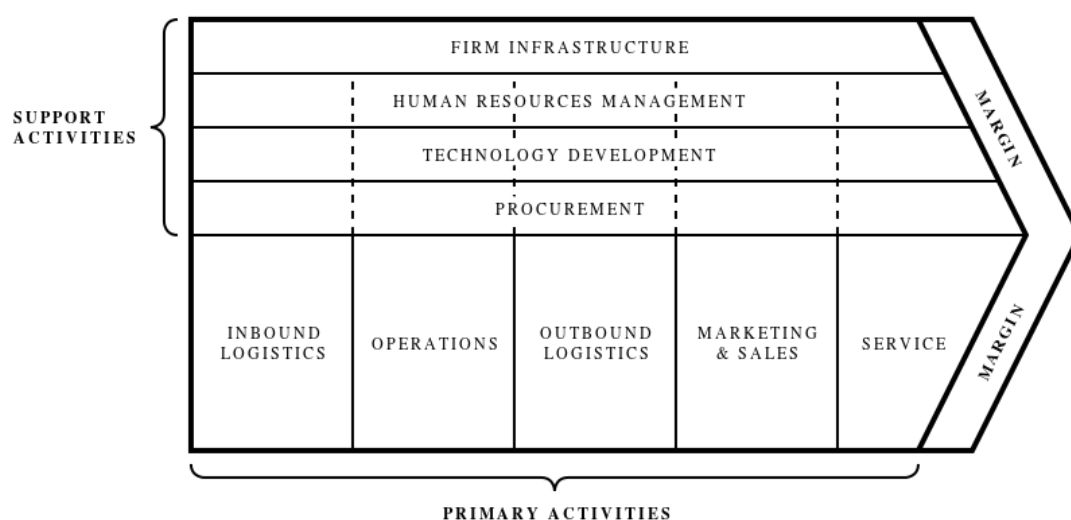 FIRM INFRASTRUCTURE
HUMAN RESOURCES MANAGEMENT
TECHNOLOGY DEVELOPMENT
PROCUREMENT
SUPPORT
ACTIVITIES
MARGIN
INBOUND
LOGISTICS
OPERATIONS
OUTBOUND
LOGISTICS
MARKETING
& SALES
SERVICE
MARGIN
PRIMARY ACTIVITIES